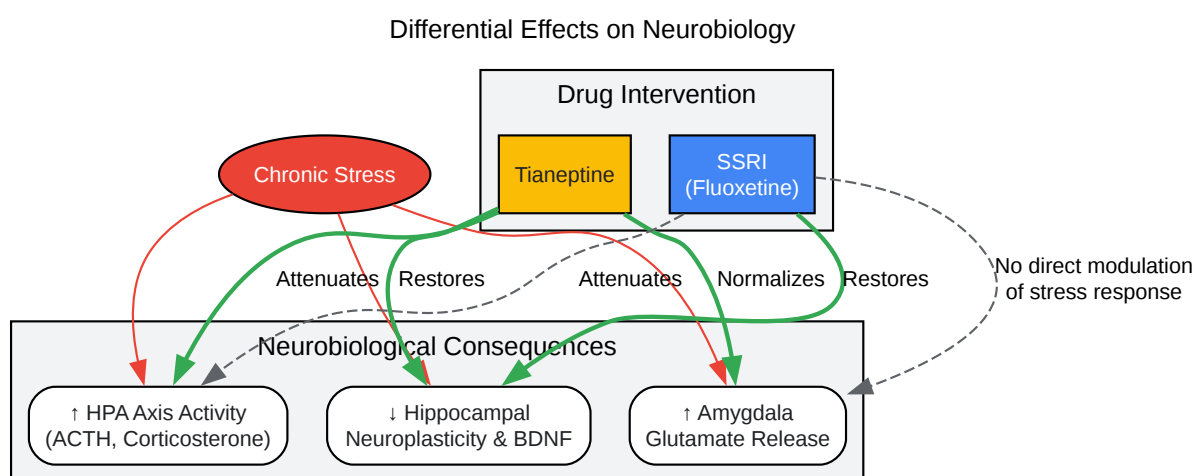 Differential Effects on Neurobiology
Drug Intervention
Chronic Stress
Tianeptine
SSRI
(Fluoxetine)
Attenuates
Restores
Attenuates
Normalizes
Restores
No direct modulation
of stress response
Neurobiological Consequences
↑ HPA Axis Activity
(ACTH, Corticosterone)
↓ Hippocampal
Neuroplasticity & BDNF
↑ Amygdala
Glutamate Release